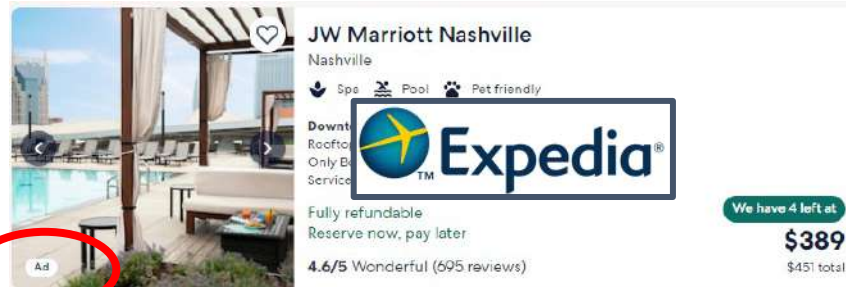 JW Marriott Nashville
Nashville
Spa Pool Pet friendly
Downt
Rooftop
Only B
Service
Expedia®
TM
Fully refundable
Reserve now, pay later
We have 4 left at
$389
Ad
4.6/5 Wonderful (695 reviews)
$451 total